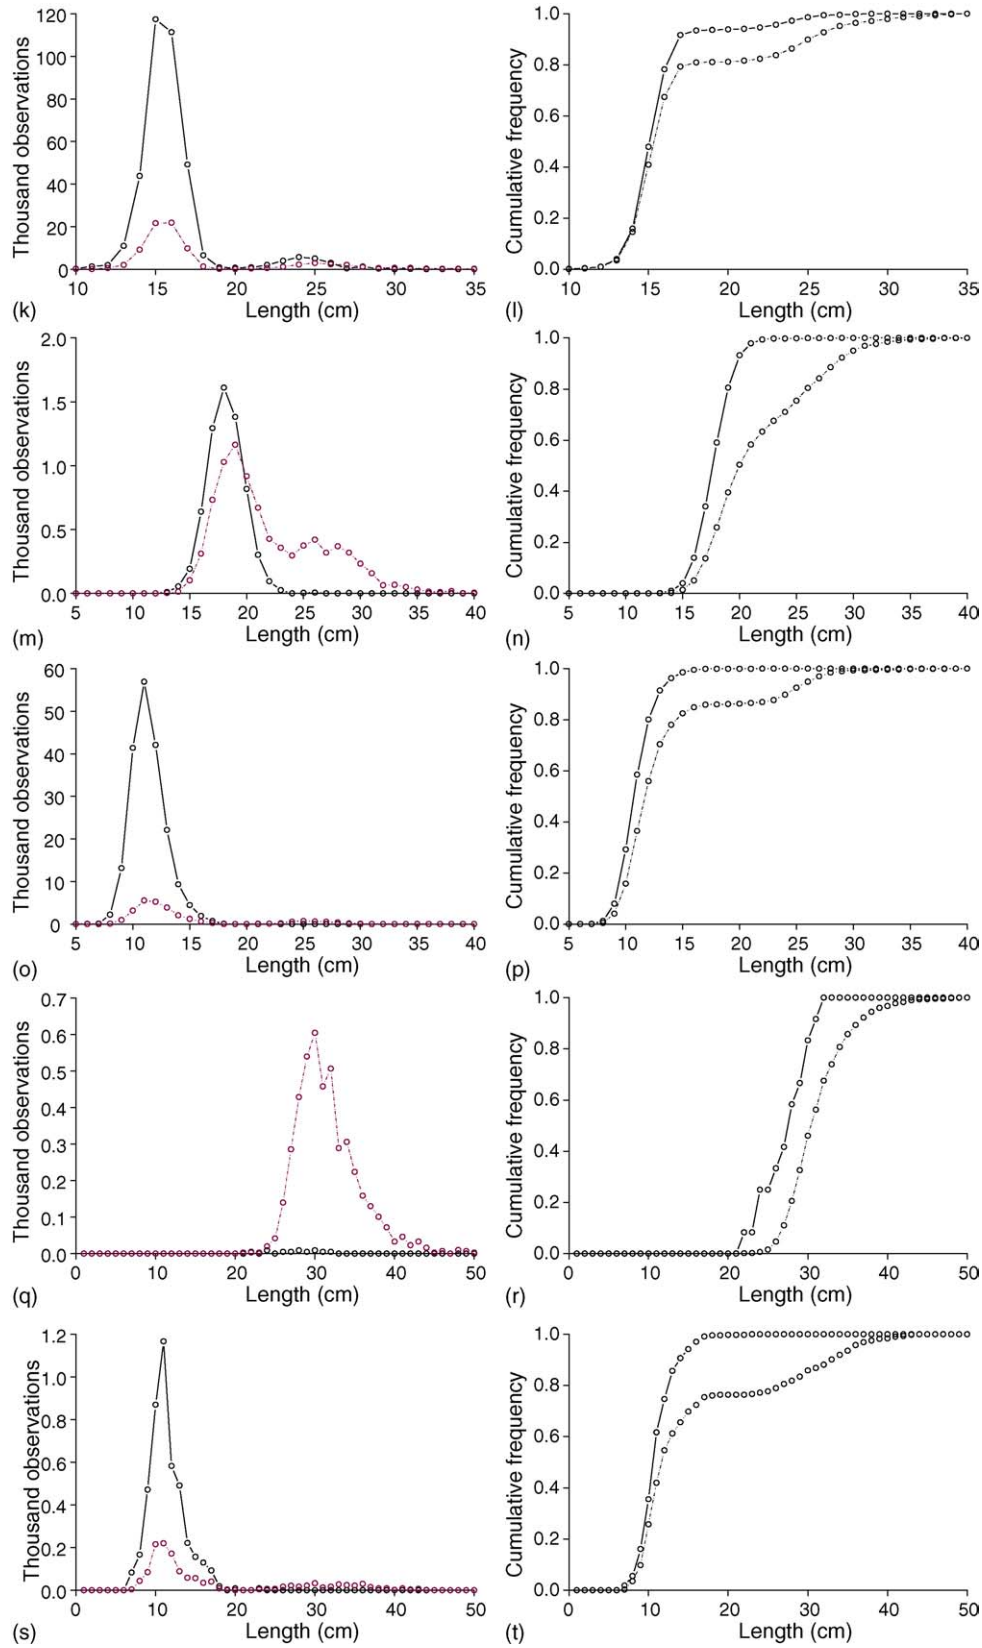 120
100
80
60
40
20
0
Thousand observations
10 15 20 25 30 35
Length (cm)
(k)
1.0
0.8
0.6
0.4
0.2
0.0
Cumulative frequency
10 15 20 25 30 35
Length (cm)
(l)
2.0
1.5
1.0
0.5
0.0
Thousand observations
5 10 15 20 25 30 35 40
Length (cm)
(m)
1.0
0.8
0.6
0.4
0.2
0.0
Cumulative frequency
5 10 15 20 25 30 35 40
Length (cm)
(n)
60
50
40
30
20
10
0
Thousand observations
5 10 15 20 25 30 35 40
Length (cm)
(o)
1.0
0.8
0.6
0.4
0.2
0.0
Cumulative frequency
5 10 15 20 25 30 35 40
Length (cm)
(p)
0.7
0.6
0.5
0.4
0.3
0.2
0.1
0.0
Thousand observations
0 10 20 30 40 50
Length (cm)
(q)
1.0
0.8
0.6
0.4
0.2
0.0
Cumulative frequency
0 10 20 30 40 50
Length (cm)
(r)
1.2
1.0
0.8
0.6
0.4
0.2
0.0
Thousand observations
0 10 20 30 40 50
Length (cm)
(s)
1.0
0.8
0.6
0.4
0.2
0.0
Cumulative frequency
0 10 20 30 40 50
Length (cm)
(t)